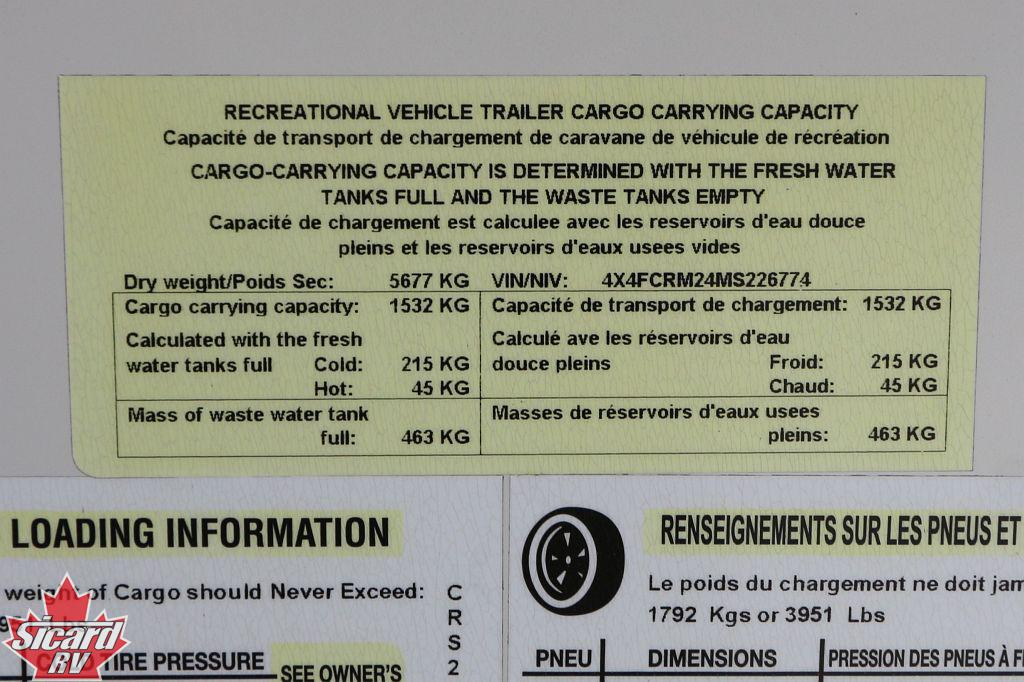 RECREATIONAL VEHICLE TRAILER CARGO CARRYING CAPACITY
Capacité de transport de chargement de caravane de véhicule de récréation
CARGO-CARRYING CAPACITY IS DETERMINED WITH THE FRESH WATER
TANKS FULL AND THE WASTE TANKS EMPTY
Capacité de chargement est calculee avec les reservoirs d'eau douce
pleins et les reservoirs d'eaux usees vides
Dry weight/Poids Sec: 5677 KG VIN/NIV: 4X4FCRM24MS226774
Cargo carrying capacity: 1532 KG Capacité de transport de chargement: 1532 KG
Calculated with the fresh Calculé ave les réservoirs d'eau
water tanks full Cold: 215 KG douce pleins Froid: 215 KG
Hot: 45 KG Chaud: 45 KG
Mass of waste water tank Masses de réservoirs d'eaux usees
full: 463 KG pleins: 463 KG
LOADING INFORMATION RENSEIGNEMENTS SUR LES PNEUS ET
weight of Cargo should Never Exceed: Le poids du chargement ne doit jam
1792 Kgs or 3951 Lbs
CRS2
TIRE PRESSURE SEE OWNER'S PNEU DIMENSIONS PRESSION DES PNEUS À F
Sicard
RV